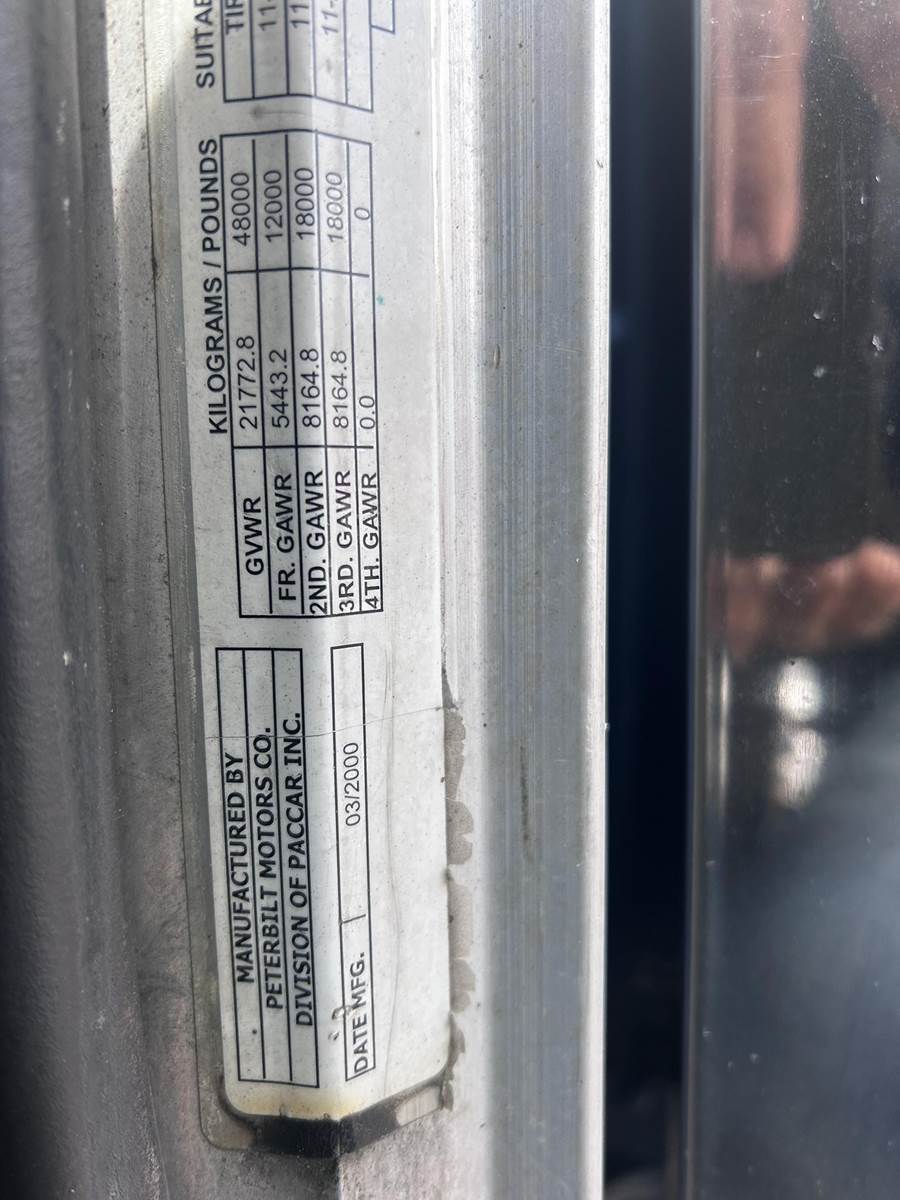 MANUFACTURED BY
PETERBILT MOTORS CO.
DIVISION OF PACCAR INC.
DATE MFG. 03/2000
KILOGRAMS / POUNDS
GVWR 21772.8 48000
FR. GAWR 5443.2 12000
2ND. GAWR 8164.8 18000
3RD. GAWR 8164.8 18000
4TH. GAWR 0.0 0